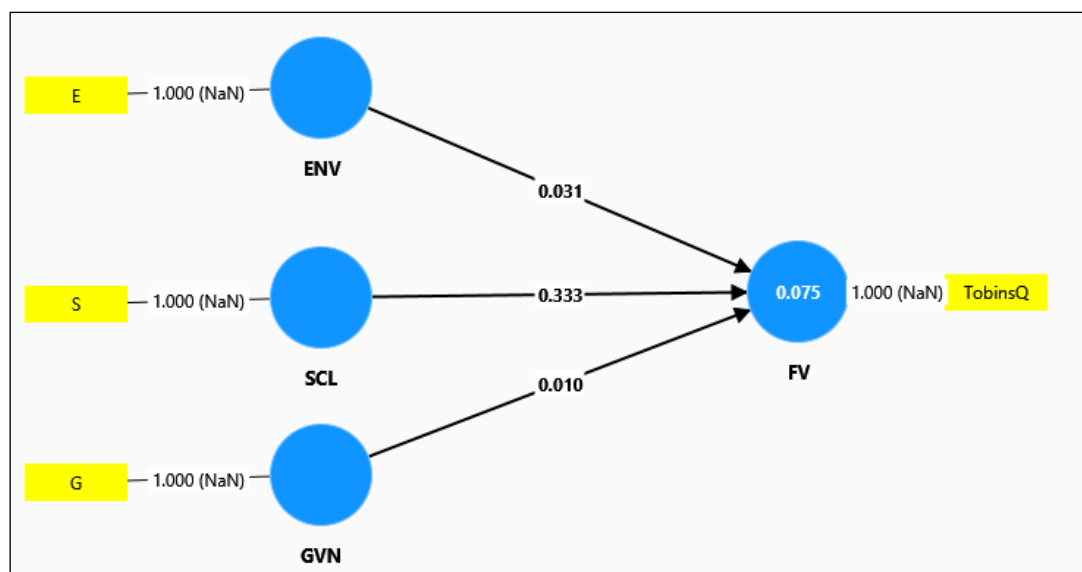 E
1.000 (NaN)
ENV
0.031
S
1.000 (NaN)
SCL
0.333
0.075
1.000 (NaN)
TobinsQ
FV
0.010
G
1.000 (NaN)
GVN